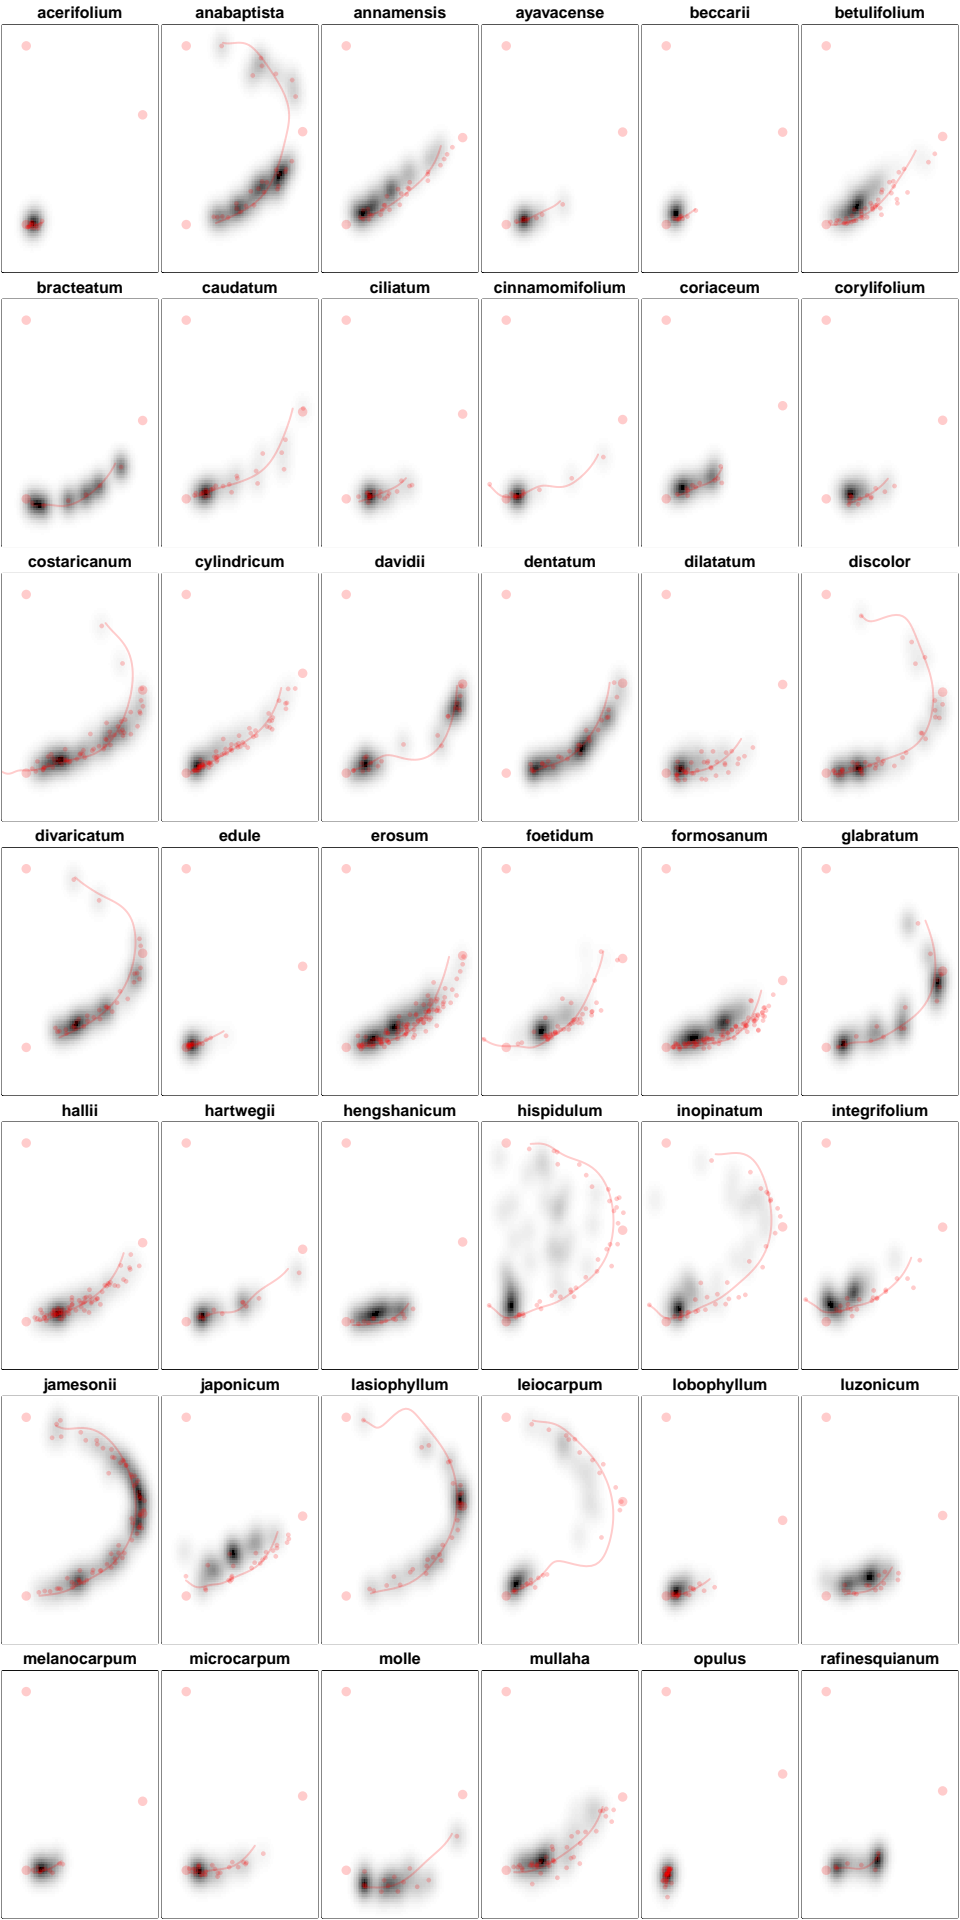 acerifolium anabaptista annamensis ayavacense beccarii betulifolium
bracteatum caudatum ciliatum cinnamomifolium coriaceum corylifolium
costaricanum cylindricum davidii dentatum dilatatum discolor
divaricatum edule erosum foetidum formosanum glabratum
hallii hartwegii hengshanicum hispidulum inopinatum integrifolium
jamesonii japonicum lasiophyllum leiocarpum lobophyllum luzonicum
melanocarpum microcarpum molle mullaha opulus rafinesquianum